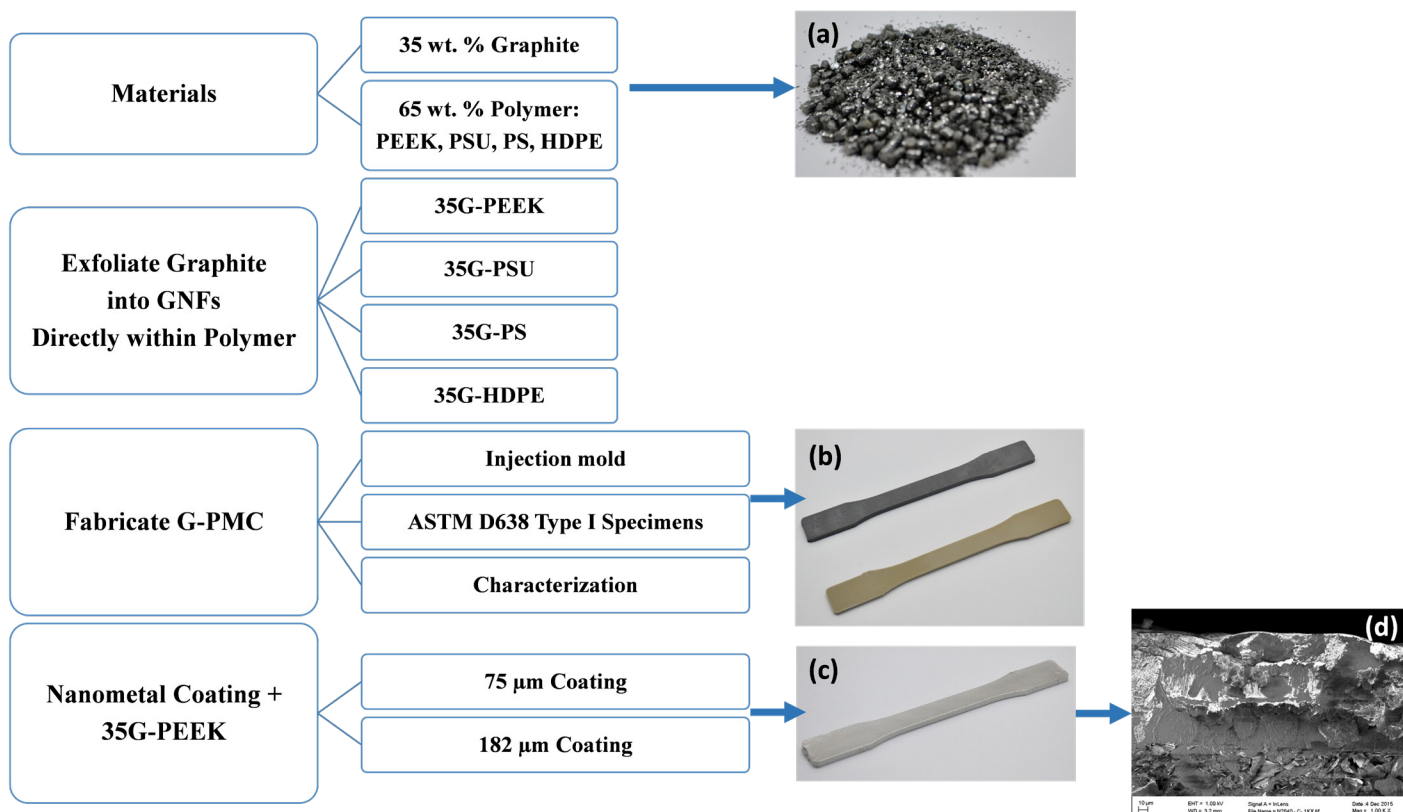 Materials
35 wt. % Graphite
65 wt. % Polymer:
PEEK, PSU, PS, HDPE
(a)
Exfoliate Graphite
into GNFs
Directly within Polymer
35G-PEEK
35G-PSU
35G-PS
35G-HDPE
Fabricate G-PMC
Injection mold
ASTM D638 Type I Specimens
Characterization
(b)
Nanometal Coating +
35G-PEEK
75 μm Coating
182 μm Coating
(c)
(d)
10 μm
EHT = 1.00 kV
Signal A = InLens
Date :4 Dec 2015